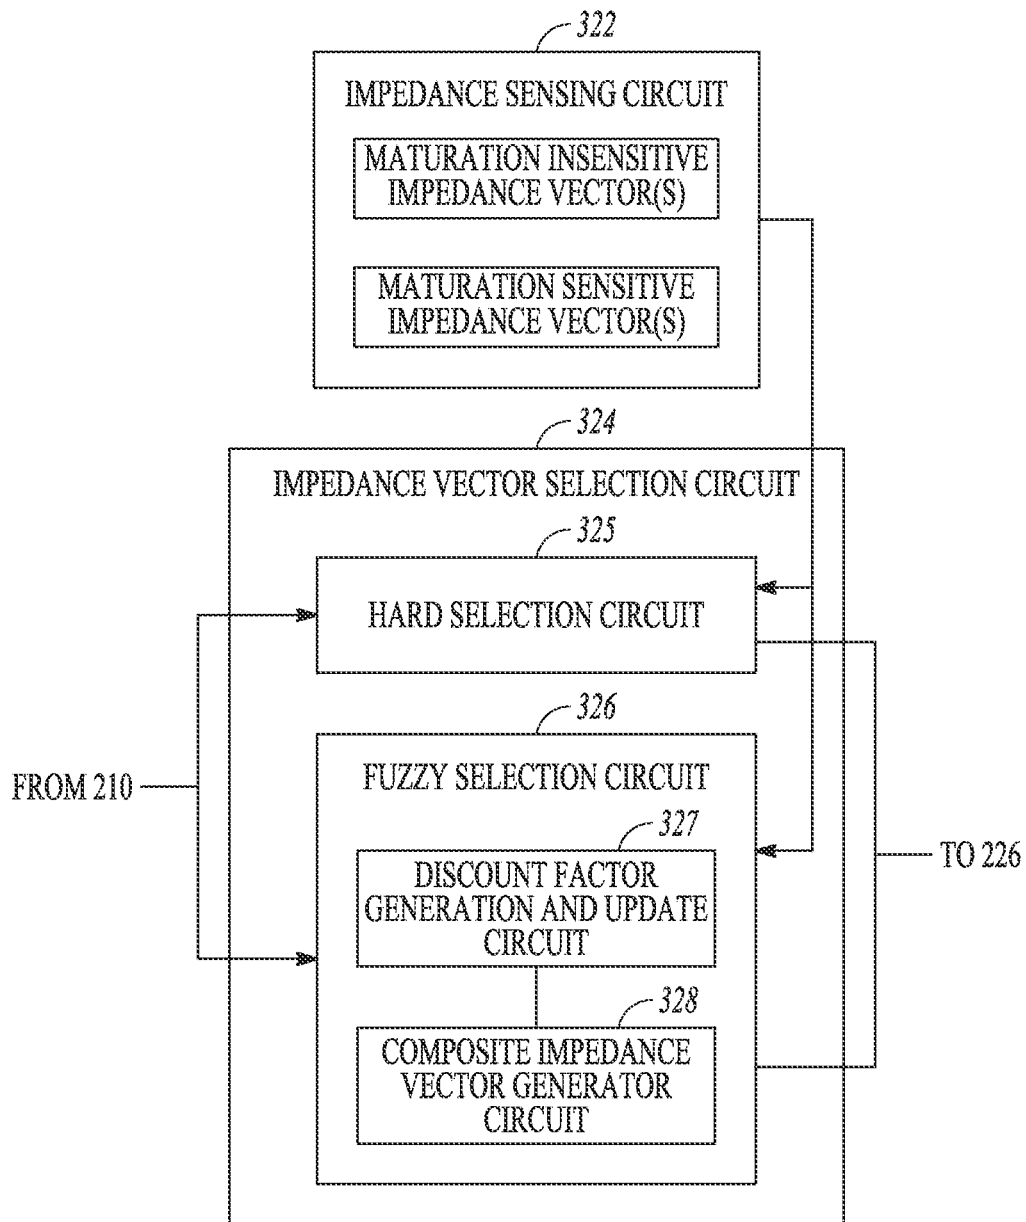 322
IMPEDANCE SENSING CIRCUIT
MATURATION INSENSITIVE
IMPEDANCE VECTOR(S)
MATURATION SENSITIVE
IMPEDANCE VECTOR(S)
324
IMPEDANCE VECTOR SELECTION CIRCUIT
325
HARD SELECTION CIRCUIT
326
FUZZY SELECTION CIRCUIT
FROM 210
327
DISCOUNT FACTOR
GENERATION AND UPDATE
CIRCUIT
TO 226
328
COMPOSITE IMPEDANCE
VECTOR GENERATOR
CIRCUIT